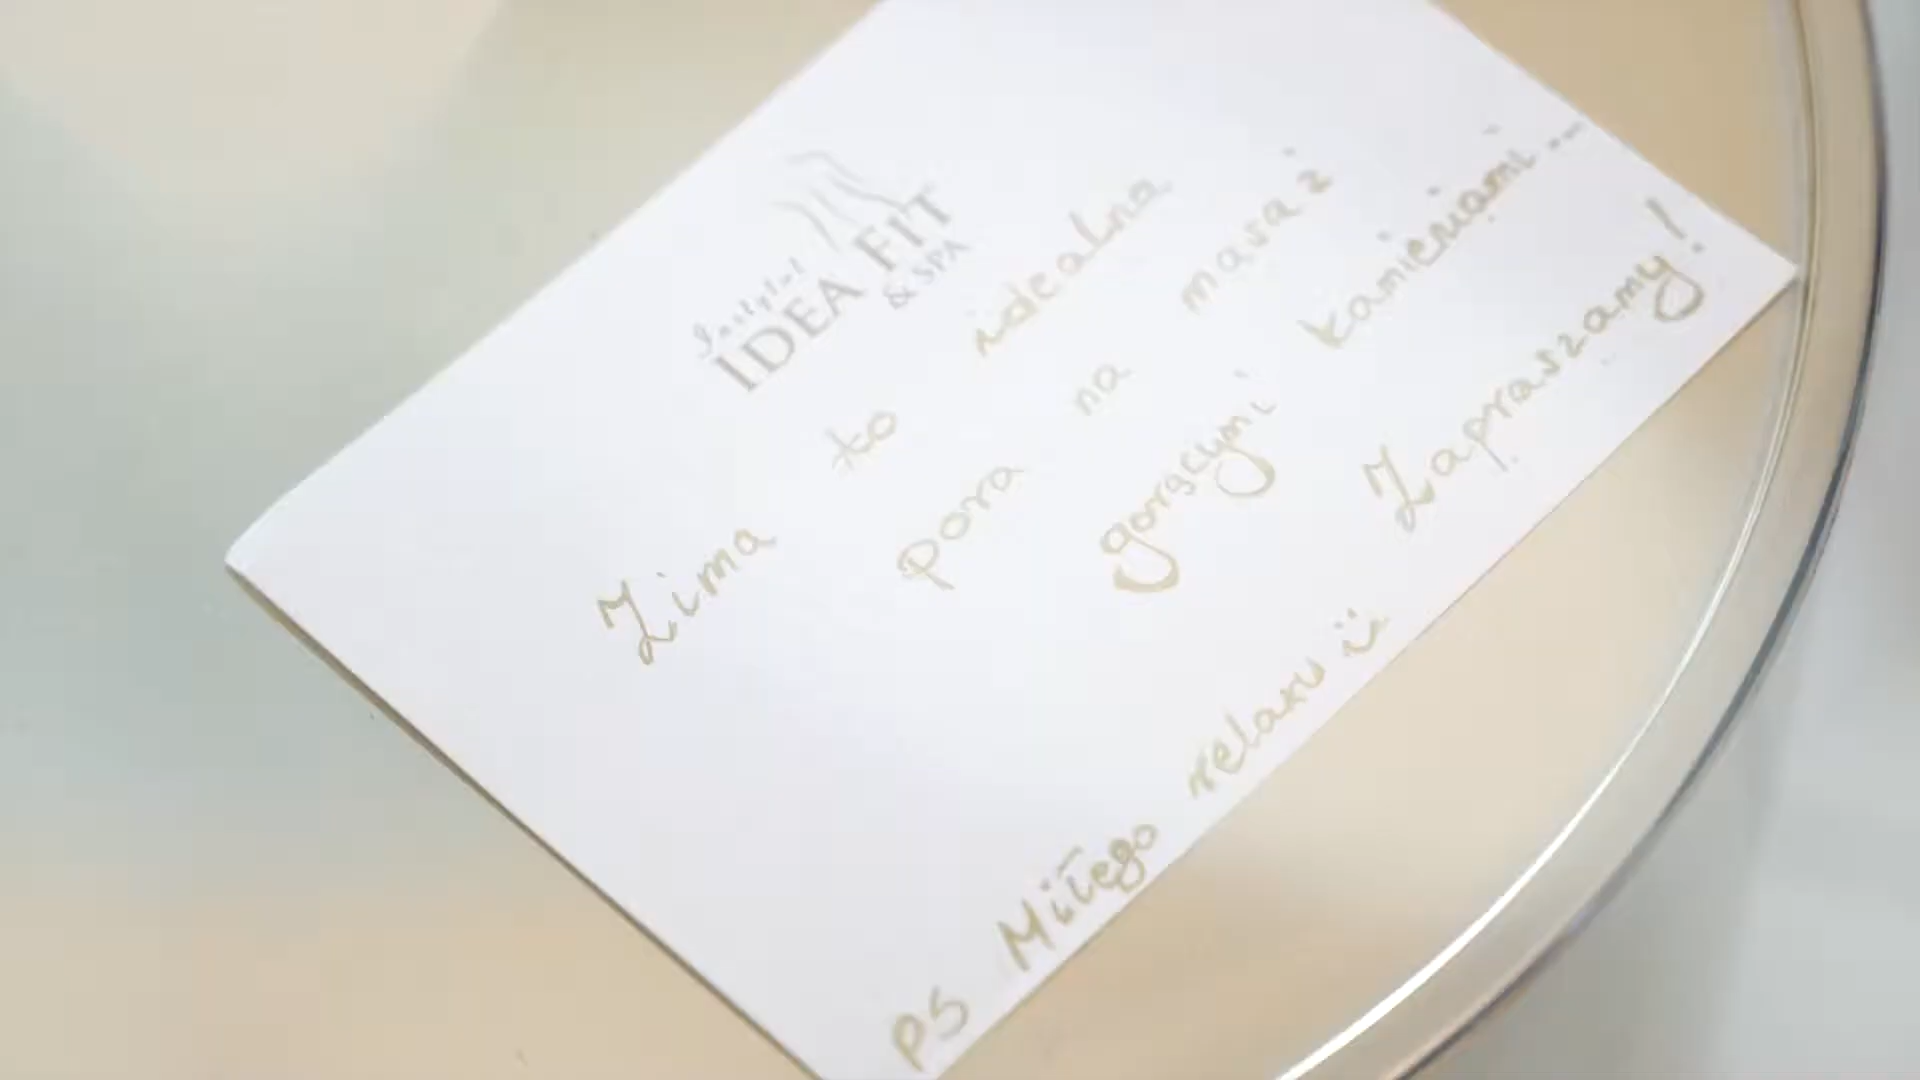 Instytut
IDEA FIT
& SPA
Zima to idealna
pora na masaż
gorącymi kamieniami...
Zapraszamy!
PS Miłego relaxu ü